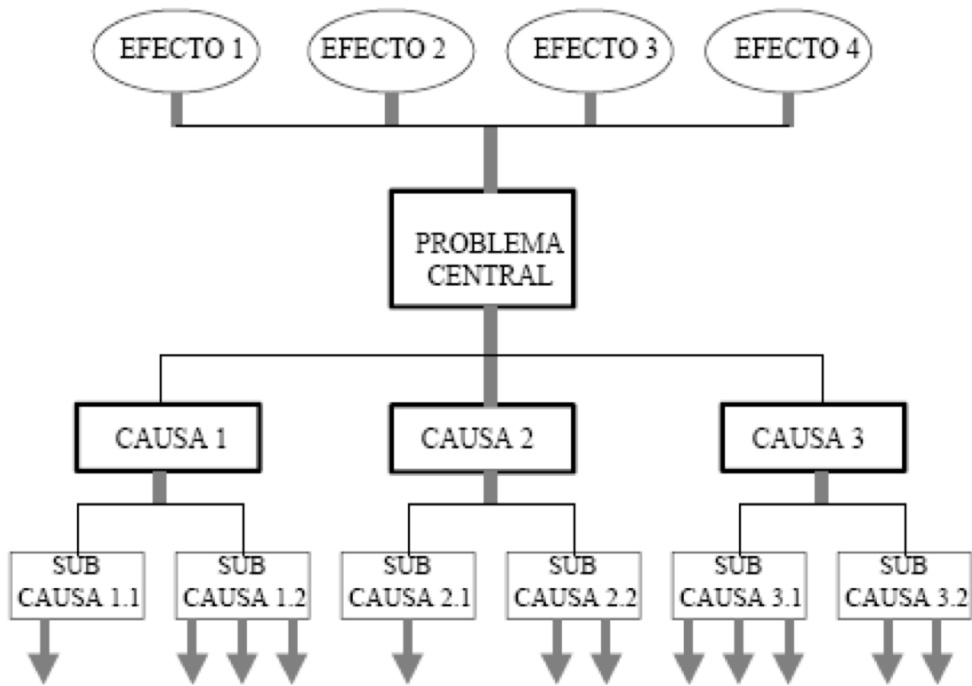 EFECTO 1
EFECTO 2
EFECTO 3
EFECTO 4
PROBLEMA
CENTRAL
CAUSA 1
CAUSA 2
CAUSA 3
SUB
CAUSA 1.1
SUB
CAUSA 1.2
SUB
CAUSA 2.1
SUB
CAUSA 2.2
SUB
CAUSA 3.1
SUB
CAUSA 3.2